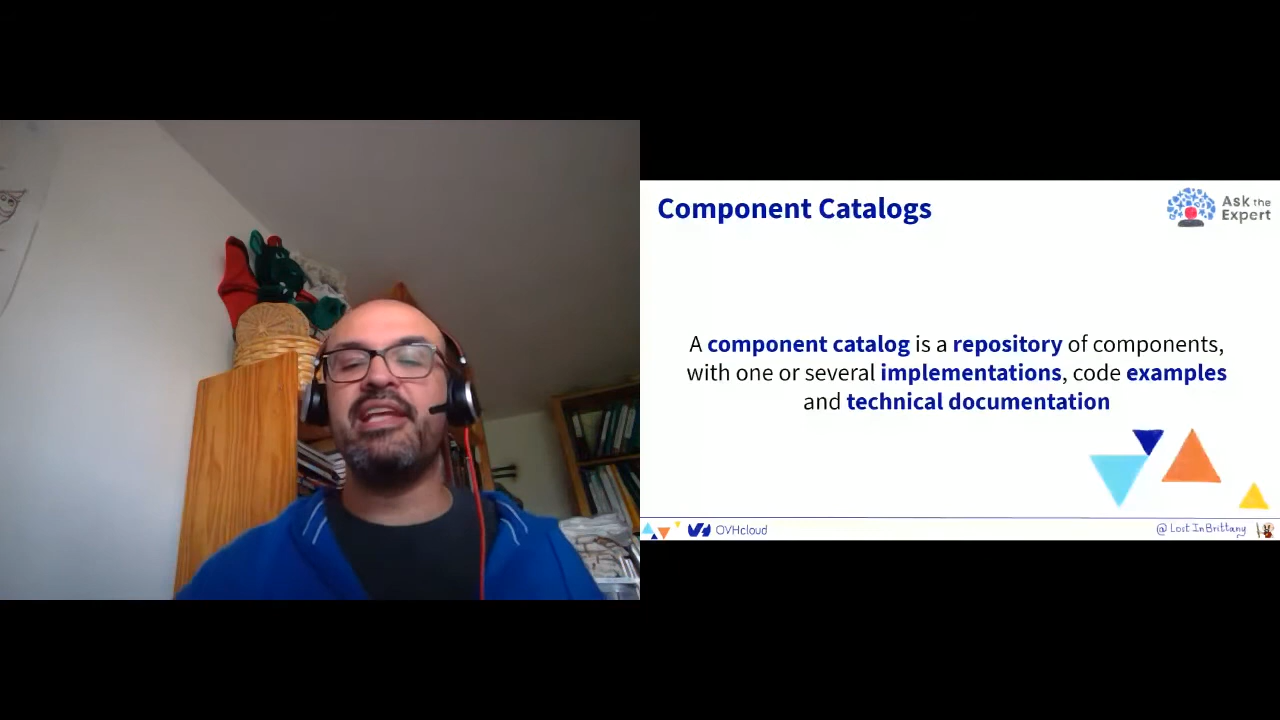 Component Catalogs
Ask the
Expert
A component catalog is a repository of components,
with one or several implementations, code examples
and technical documentation
OVHcloud
@LostInBrittany